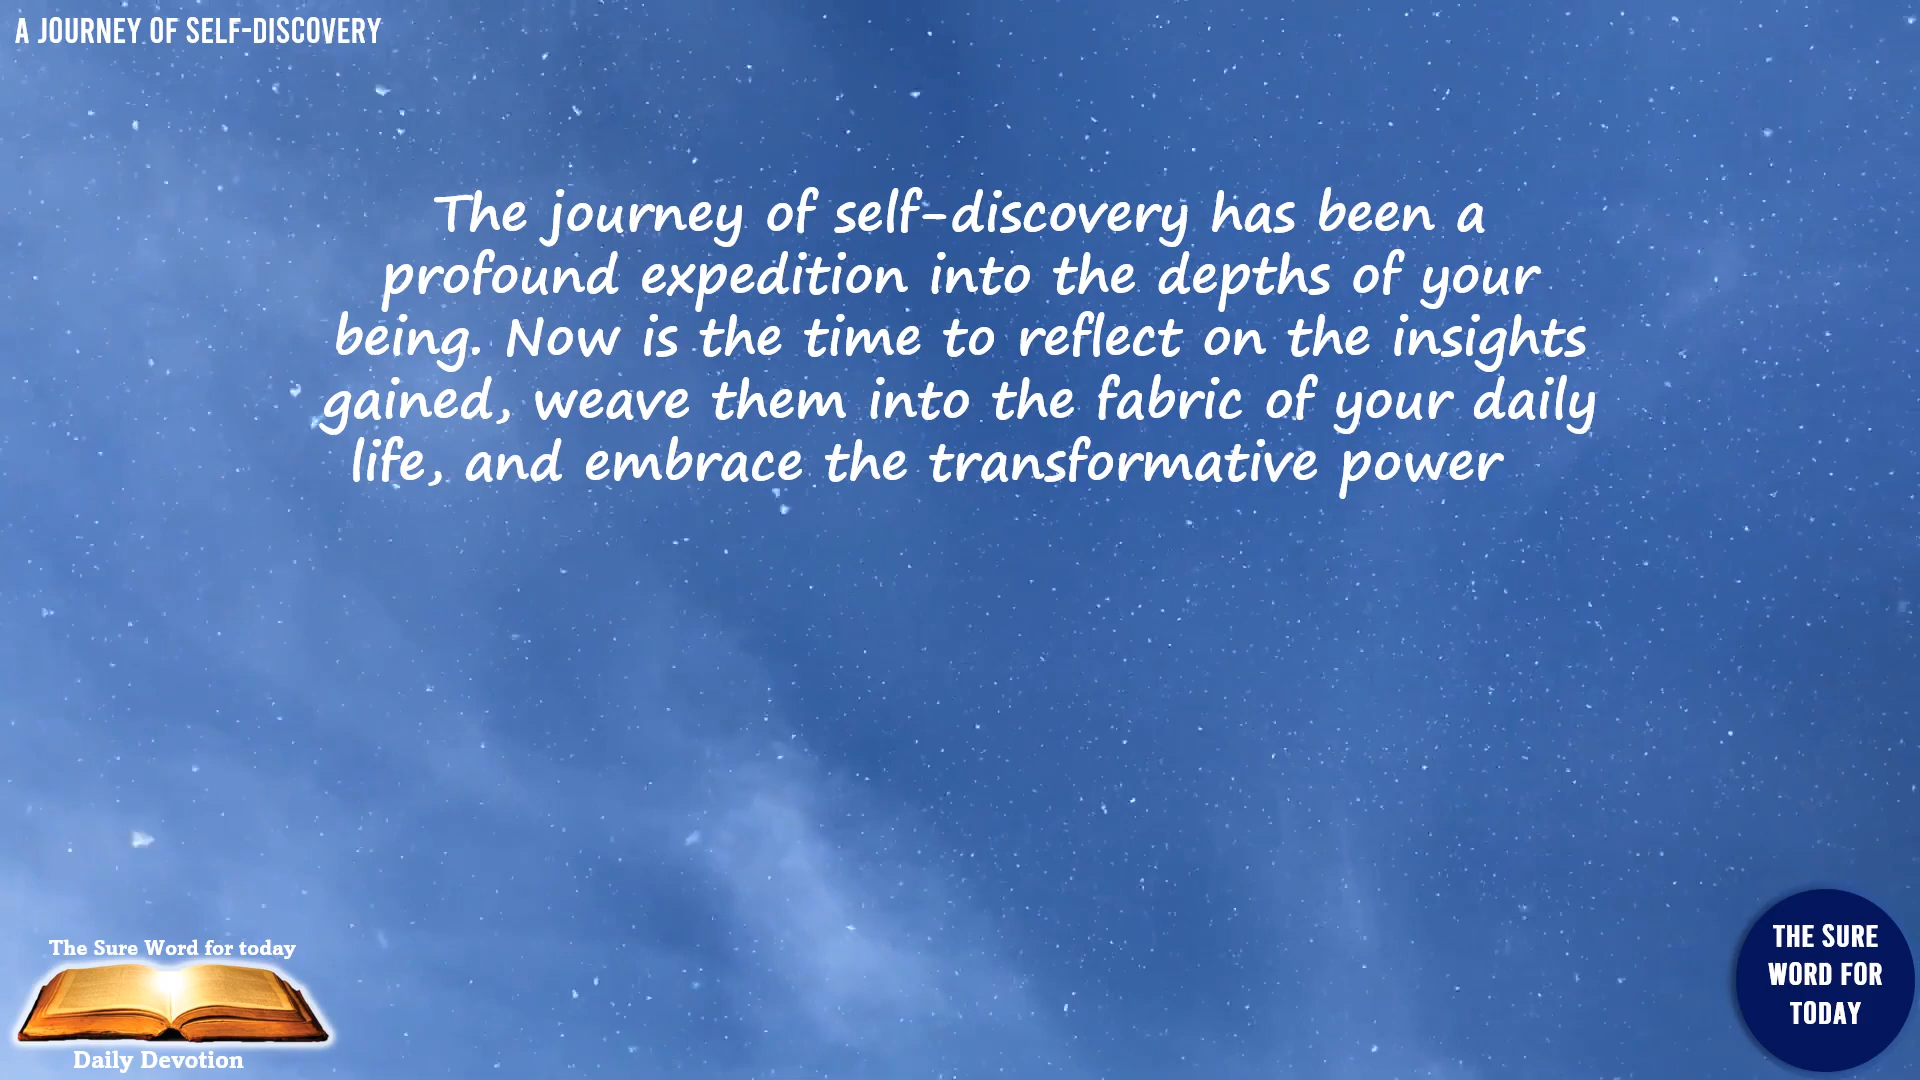 A JOURNEY OF SELF-DISCOVERY
The journey of self-discovery has been a
profound expedition into the depths of your
being. Now is the time to reflect on the insights
gained, weave them into the fabric of your daily
life, and embrace the transformative power
The Sure Word for today
Daily Devotion
THE SURE
WORD FOR
TODAY